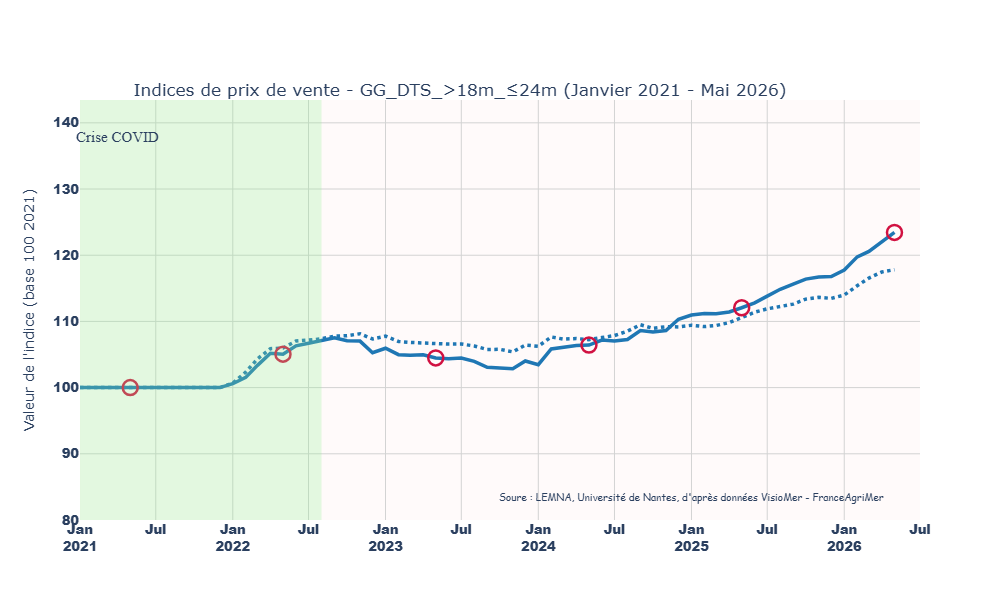 Indices de prix de vente - GG_DTS_>18m_≤24m (Janvier 2021 - Mai 2026)
Valeur de l'indice (base 100 2021)
140
Crise COVID
130
120
110
100
90
Soure : LEMNA, Université de Nantes, d'après données VisioMer - FranceAgriMer
80
Jan Jul Jan Jul Jan Jul Jan Jul Jan Jul Jan Jul
2021 2022 2023 2024 2025 2026